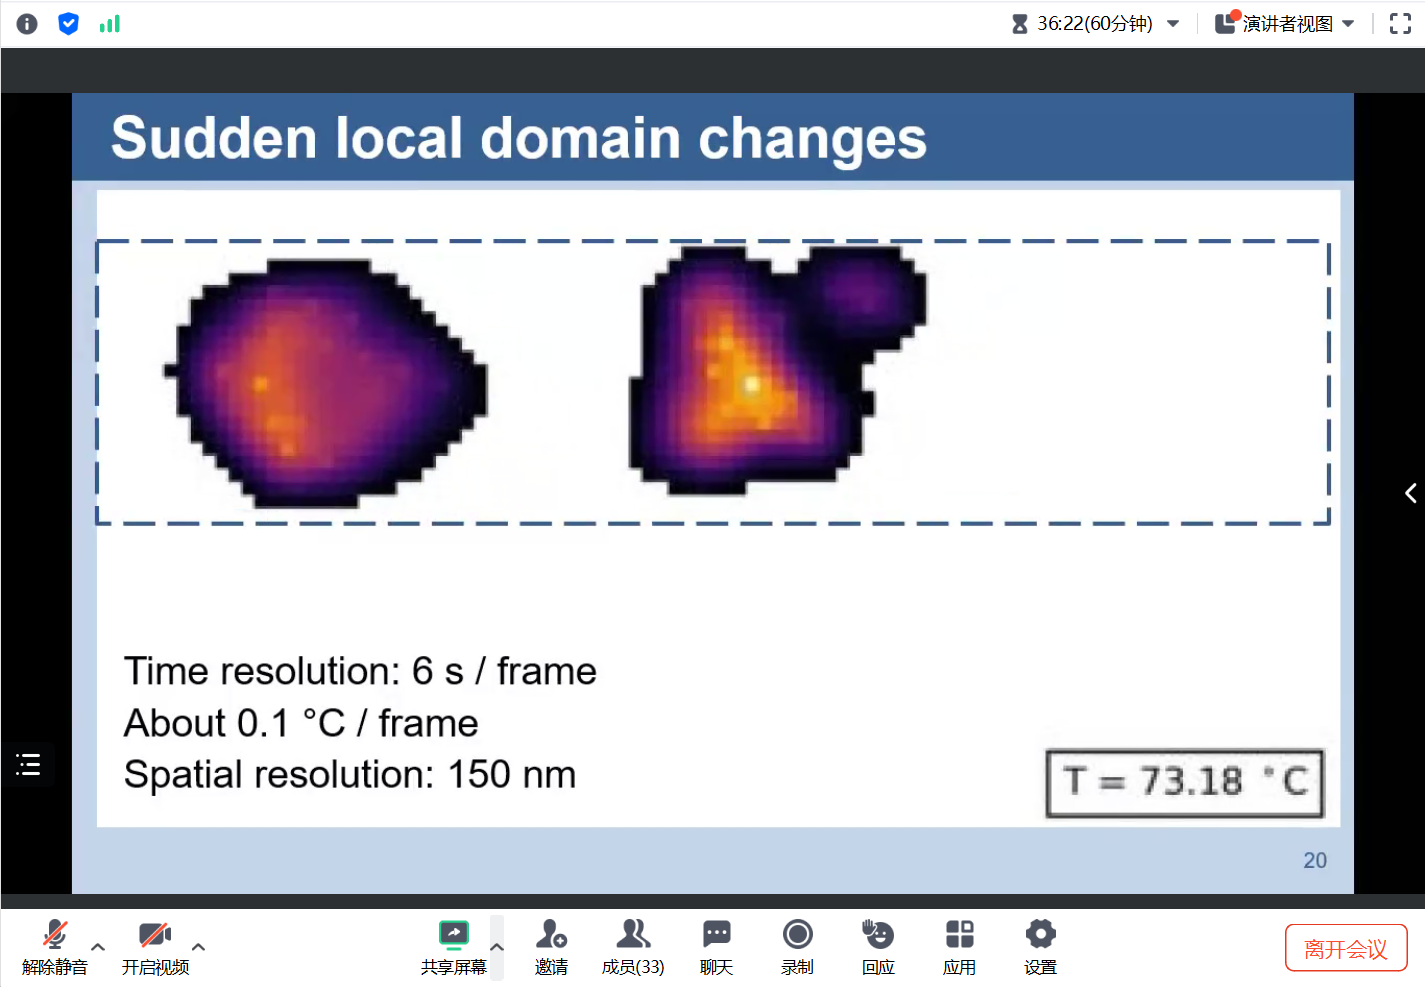 36:22(60分钟)
演讲者视图
Sudden local domain changes
Time resolution: 6 s / frame
About 0.1 °C / frame
Spatial resolution: 150 nm
T = 73.18 °C
20
解除静音
开启视频
共享屏幕
邀请
成员(33)
聊天
录制
回应
应用
设置
离开会议